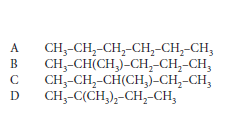 A CH₃–CH₂–CH₂–CH₂–CH₂–CH₃
B CH₃–CH(CH₃)–CH₂–CH₂–CH₃
C CH₃–CH₂–CH(CH₃)–CH₂–CH₃
D CH₃–C(CH₃)₂–CH₂–CH₃